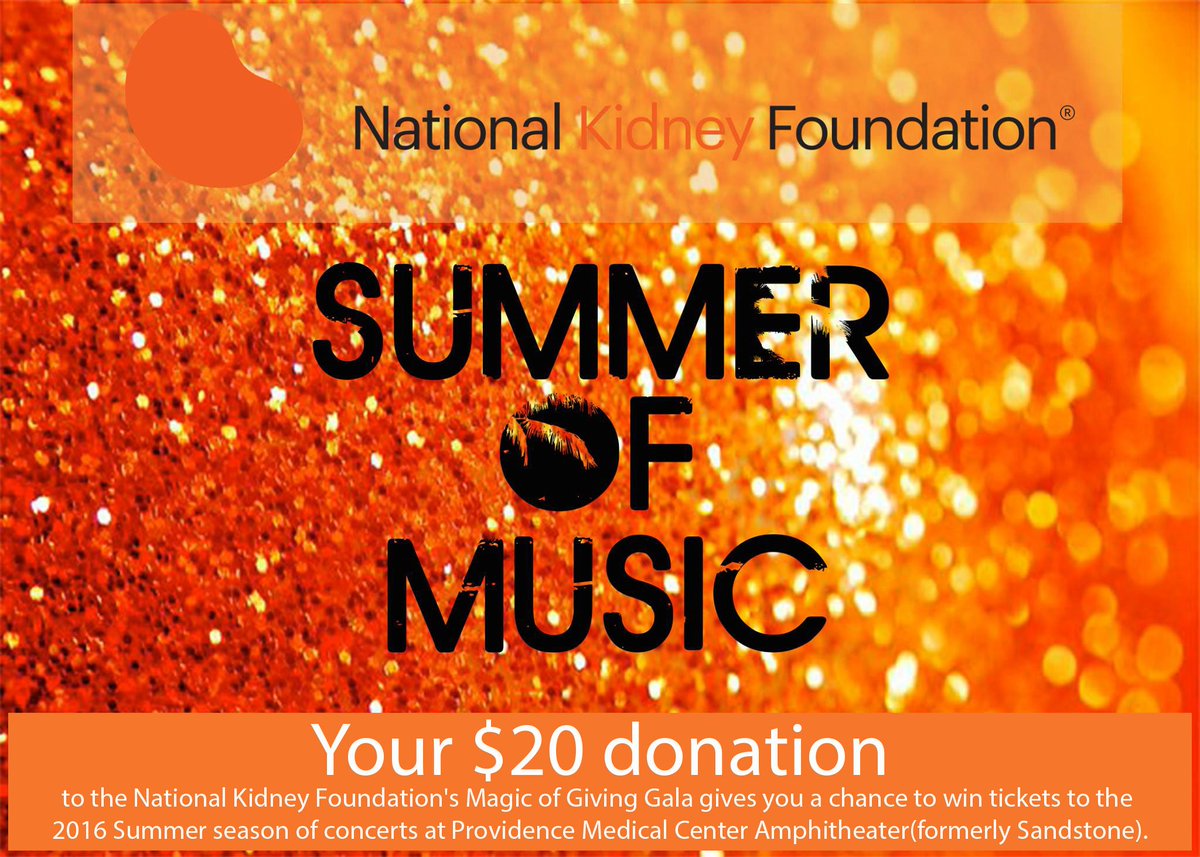 National Kidney Foundation®
SUMMER
OF
MUSIC
Your $20 donation
to the National Kidney Foundation's Magic of Giving Gala gives you a chance to win tickets to the
2016 Summer season of concerts at Providence Medical Center Amphitheater(formerly Sandstone).